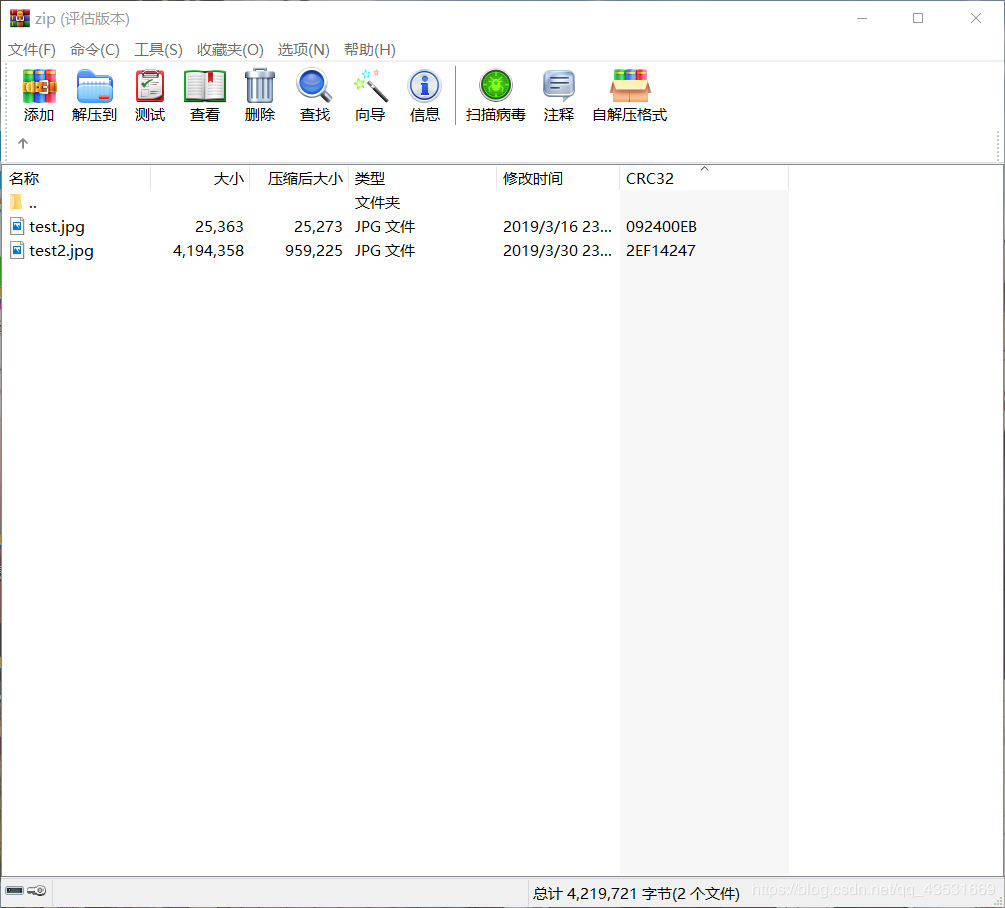 zip (评估版本)
文件(F) 命令(C) 工具(S) 收藏夹(O) 选项(N) 帮助(H)
添加 解压到 测试 查看 删除 查找 向导 信息 扫描病毒 注释 自解压格式
名称 大小 压缩后大小 类型 修改时间 CRC32
.. 文件夹
test.jpg 25,363 25,273 JPG 文件 2019/3/16 23... 092400EB
test2.jpg 4,194,358 959,225 JPG 文件 2019/3/30 23... 2EF14247
总计 4,219,721 字节(2 个文件)
https://blog.csdn.net/qq_43531669